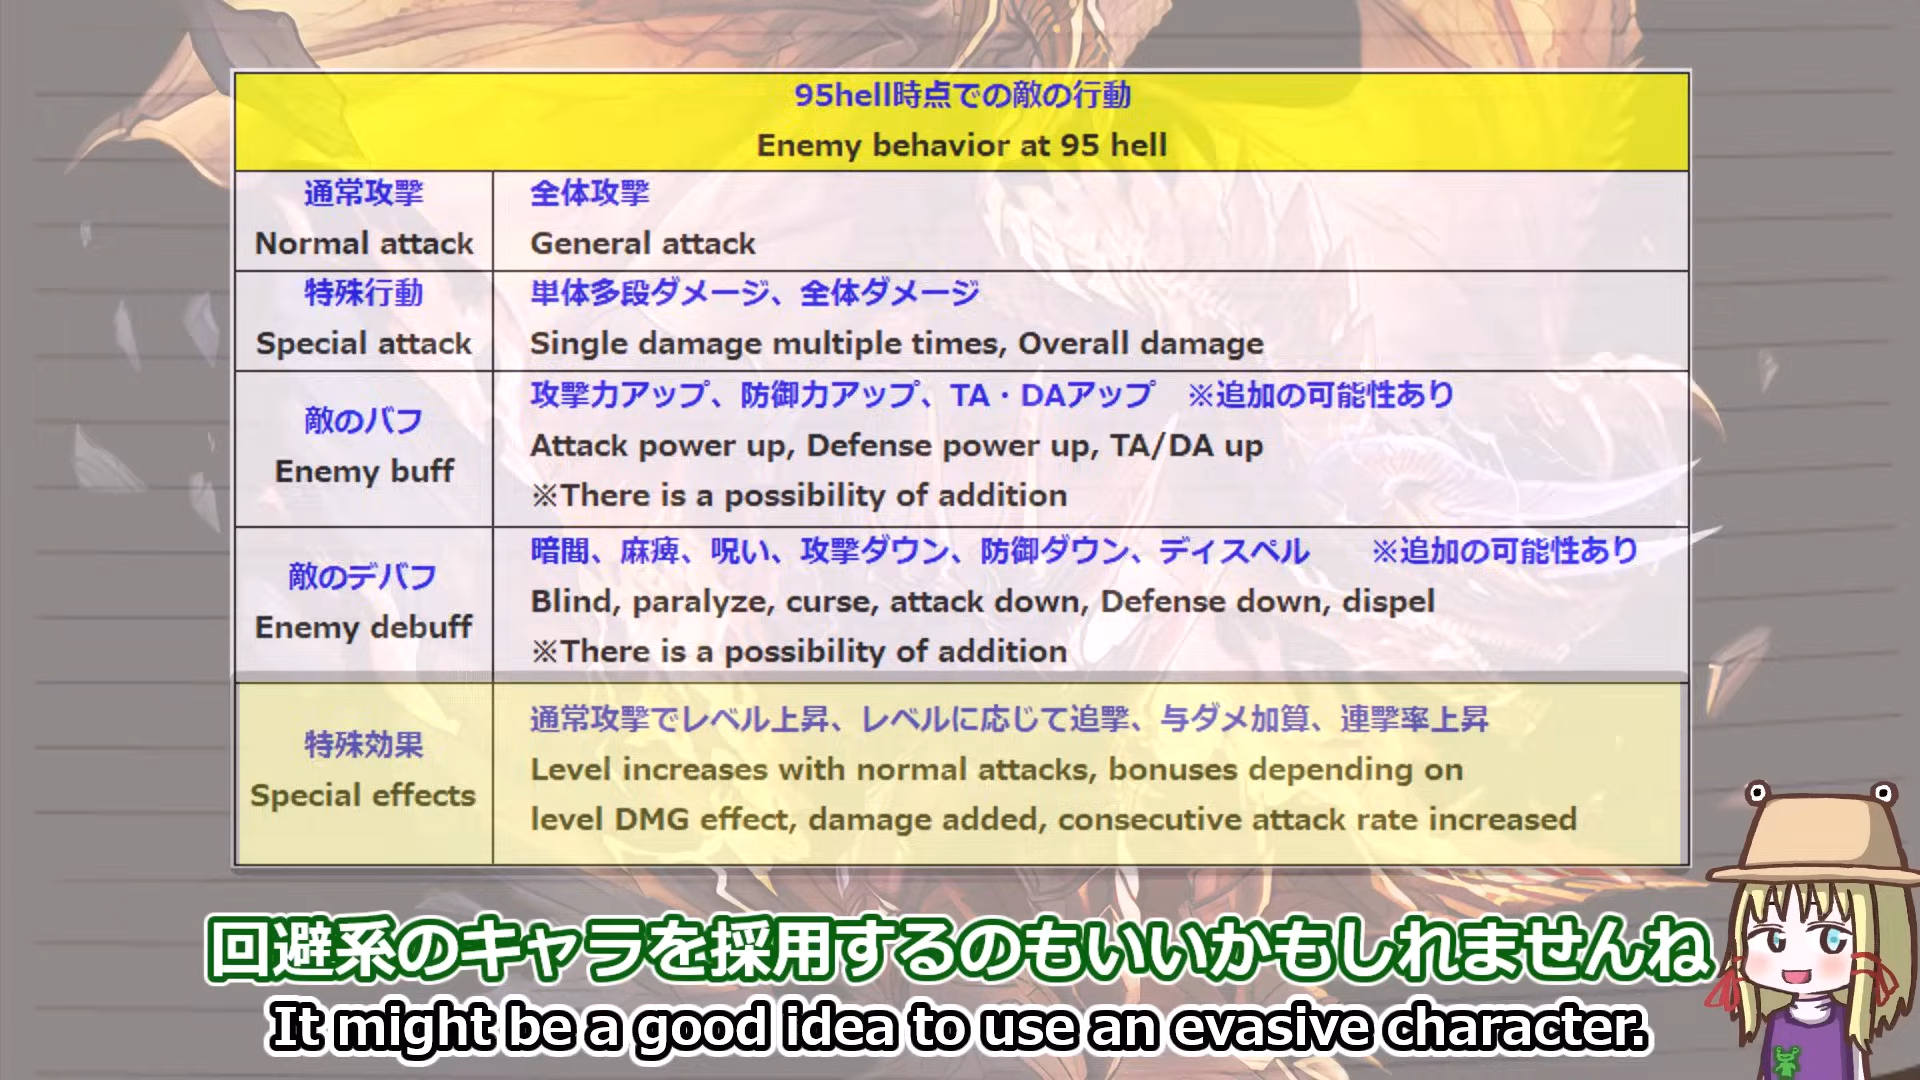 95hell時点での敵の行動
Enemy behavior at 95 hell
通常攻撃
Normal attack
全体攻撃
General attack
特殊行動
Special attack
単体多段ダメージ、全体ダメージ
Single damage multiple times, Overall damage
敵のバフ
Enemy buff
攻撃力アップ、防御力アップ、TA・DAアップ　※追加の可能性あり
Attack power up, Defense power up, TA/DA up
※There is a possibility of addition
敵のデバフ
Enemy debuff
暗闇、麻痺、呪い、攻撃ダウン、防御ダウン、ディスペル　　※追加の可能性あり
Blind, paralyze, curse, attack down, Defense down, dispel
※There is a possibility of addition
特殊効果
Special effects
通常攻撃でレベル上昇、レベルに応じて追撃、与ダメ加算、連撃率上昇
Level increases with normal attacks, bonuses depending on
level DMG effect, damage added, consecutive attack rate increased
回避系のキャラを採用するのもいいかもしれませんね
It might be a good idea to use an evasive character.